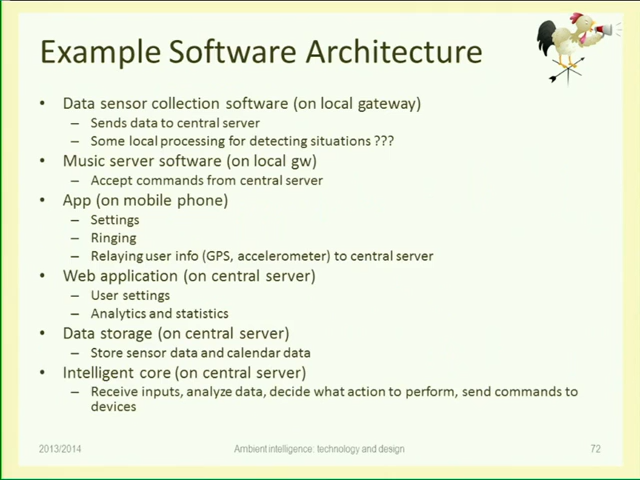 Example Software Architecture
• Data sensor collection software (on local gateway)
– Sends data to central server
– Some local processing for detecting situations ???
• Music server software (on local gw)
– Accept commands from central server
• App (on mobile phone)
– Settings
– Ringing
– Relaying user info (GPS, accelerometer) to central server
• Web application (on central server)
– User settings
– Analytics and statistics
• Data storage (on central server)
– Store sensor data and calendar data
• Intelligent core (on central server)
– Receive inputs, analyze data, decide what action to perform, send commands to
devices
2013/2014 Ambient intelligence: technology and design 72